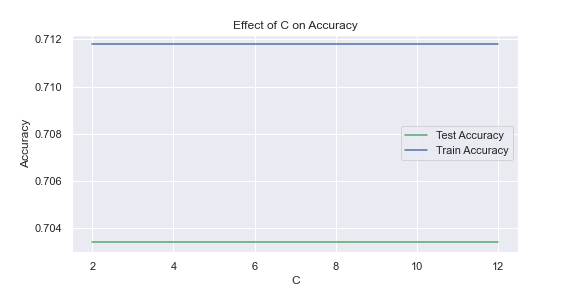 Effect of C on Accuracy
0.712
0.710
0.708
0.706
0.704
Accuracy
Test Accuracy
Train Accuracy
2 4 6 8 10 12
C